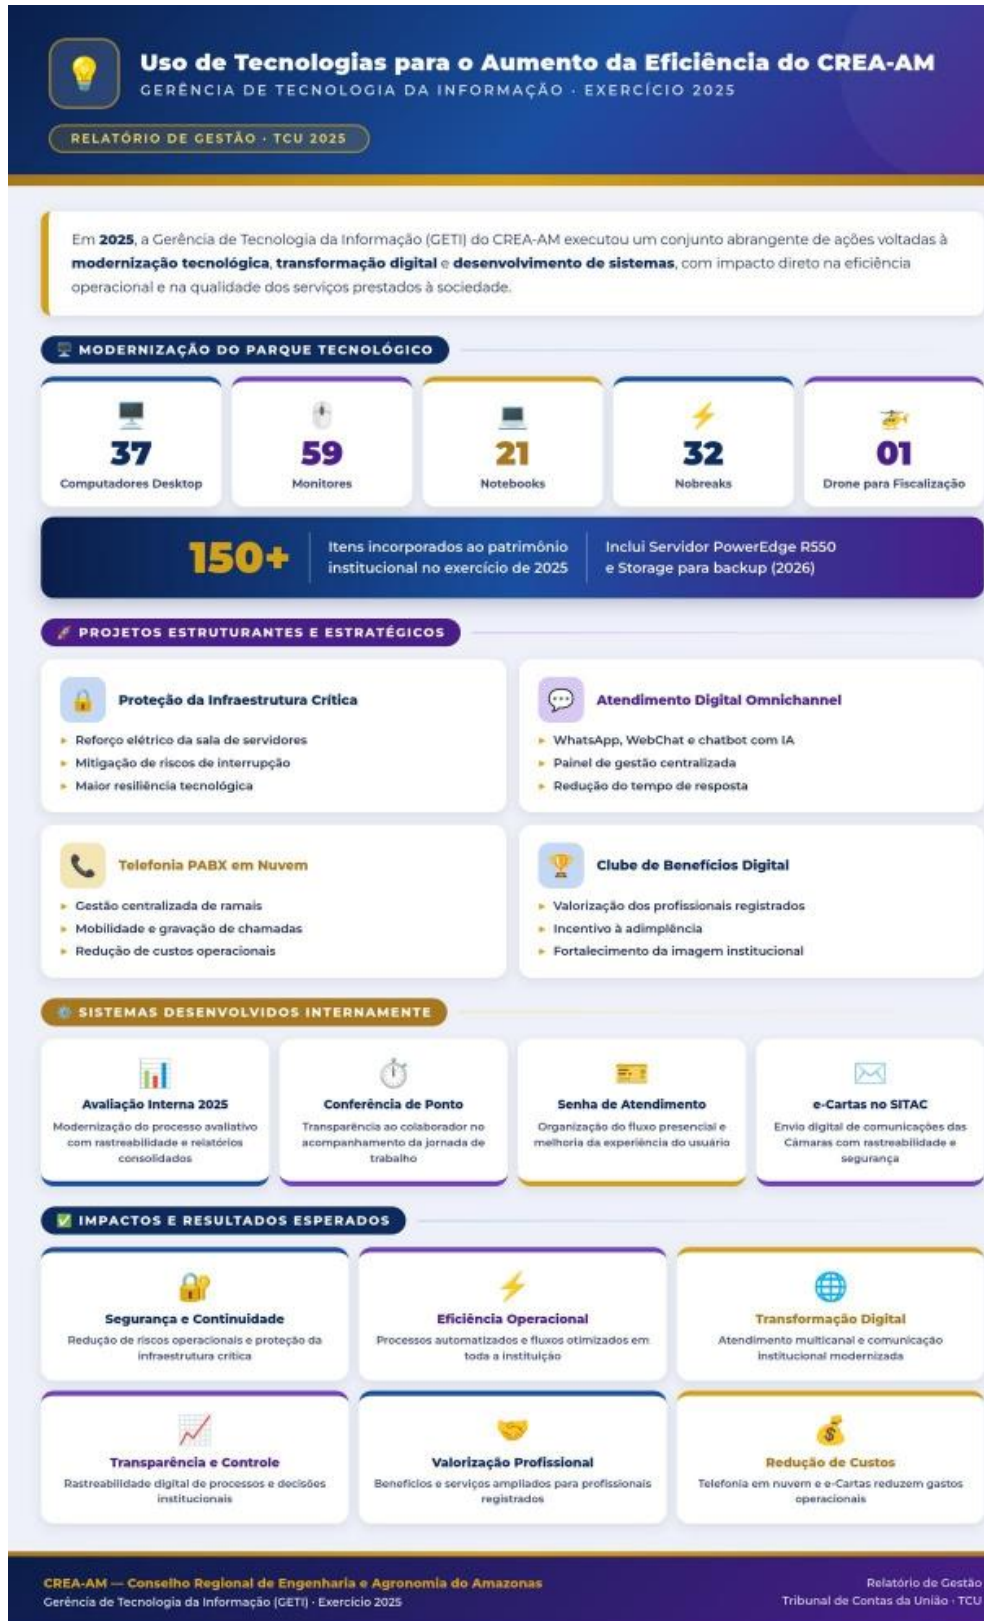 Uso de Tecnologias para o Aumento da Eficiência do CREA-AM
GERÊNCIA DE TECNOLOGIA DA INFORMAÇÃO · EXERCÍCIO 2025
RELATÓRIO DE GESTÃO · TCU 2025
Em 2025, a Gerência de Tecnologia da Informação (GETI) do CREA-AM executou um conjunto abrangente de ações voltadas à
modernização tecnológica, transformação digital e desenvolvimento de sistemas, com impacto direto na eficiência
operacional e na qualidade dos serviços prestados à sociedade.
MODERNIZAÇÃO DO PARQUE TECNOLÓGICO
37
Computadores Desktop
59
Monitores
21
Notebooks
32
Nobreaks
01
Drone para Fiscalização
150+
Itens incorporados ao patrimônio
institucional no exercício de 2025
Inclui Servidor PowerEdge R550
e Storage para backup (2026)
PROJETOS ESTRUTURANTES E ESTRATÉGICOS
Proteção da Infraestrutura Crítica
▸ Reforço elétrico da sala de servidores
▸ Mitigação de riscos de interrupção
▸ Maior resiliência tecnológica
Atendimento Digital Omnichannel
▸ WhatsApp, WebChat e chatbot com IA
▸ Painel de gestão centralizada
▸ Redução do tempo de resposta
Telefonia PABX em Nuvem
▸ Gestão centralizada de ramais
▸ Mobilidade e gravação de chamadas
▸ Redução de custos operacionais
Clube de Benefícios Digital
▸ Valorização dos profissionais registrados
▸ Incentivo à adimplência
▸ Fortalecimento da imagem institucional
SISTEMAS DESENVOLVIDOS INTERNAMENTE
Avaliação Interna 2025
Modernização do processo avaliativo
com rastreabilidade e relatórios
consolidados
Conferência de Ponto
Transparência ao colaborador no
acompanhamento da jornada de
trabalho
Senha de Atendimento
Organização do fluxo presencial e
melhoria da experiência do usuário
e-Cartas no SITAC
Envio digital de comunicações das
Câmaras com rastreabilidade e
segurança
IMPACTOS E RESULTADOS ESPERADOS
Segurança e Continuidade
Redução de riscos operacionais e proteção da
infraestrutura crítica
Eficiência Operacional
Processos automatizados e fluxos otimizados em
toda a instituição
Transformação Digital
Atendimento multicanal e comunicação
institucional modernizada
Transparência e Controle
Rastreabilidade digital de processos e decisões
institucionais
Valorização Profissional
Benefícios e serviços ampliados para profissionais
registrados
Redução de Custos
Telefonia em nuvem e e-Cartas reduzem gastos
operacionais
CREA-AM — Conselho Regional de Engenharia e Agronomia do Amazonas
Gerência de Tecnologia da Informação (GETI) · Exercício 2025
Relatório de Gestão
Tribunal de Contas da União · TCU